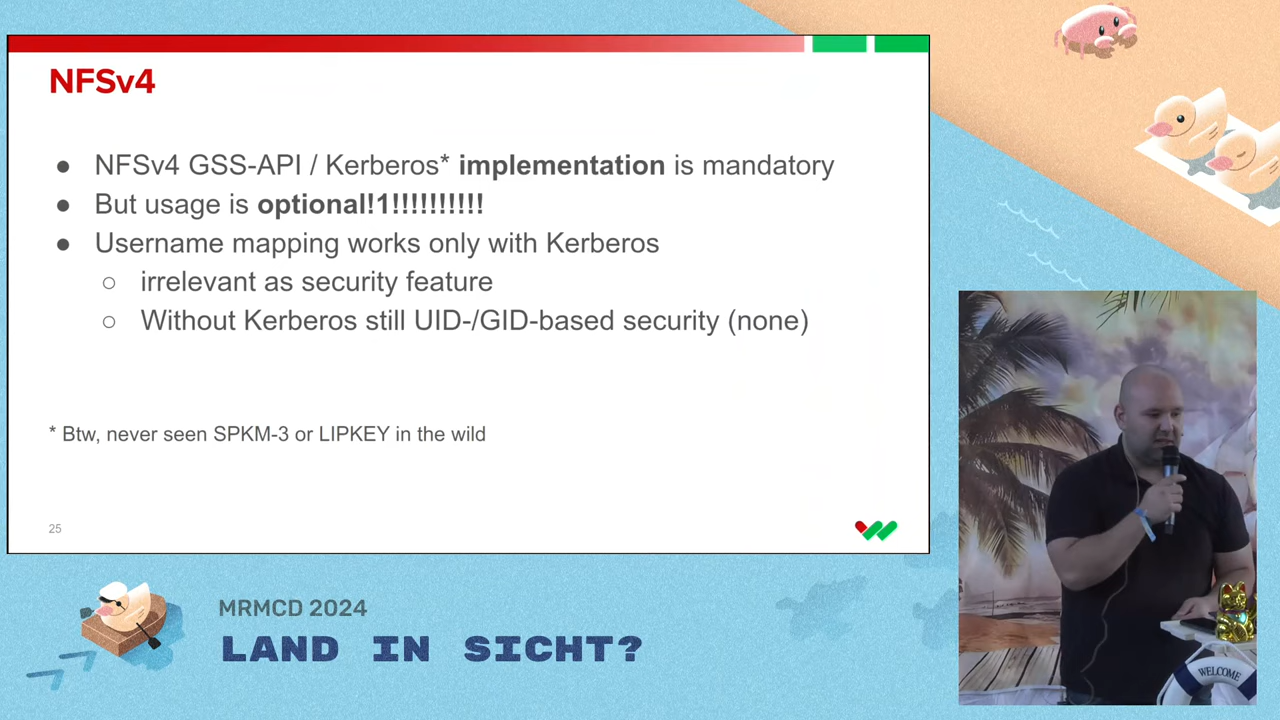 NFSv4
● NFSv4 GSS-API / Kerberos* implementation is mandatory
● But usage is optional!1!!!!!!!!!!
● Username mapping works only with Kerberos
○ irrelevant as security feature
○ Without Kerberos still UID-/GID-based security (none)
* Btw, never seen SPKM-3 or LIPKEY in the wild
25
MRMCD 2024
LAND IN SICHT?
WELCOME